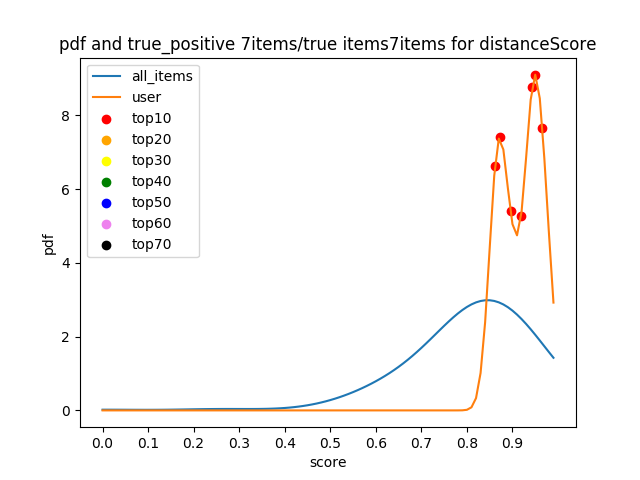 pdf and true_positive 7items/true items7items for distanceScore
all_items
user
top10
top20
top30
top40
top50
top60
top70
pdf
8
6
4
2
0
0.0 0.1 0.2 0.3 0.4 0.5 0.6 0.7 0.8 0.9
score